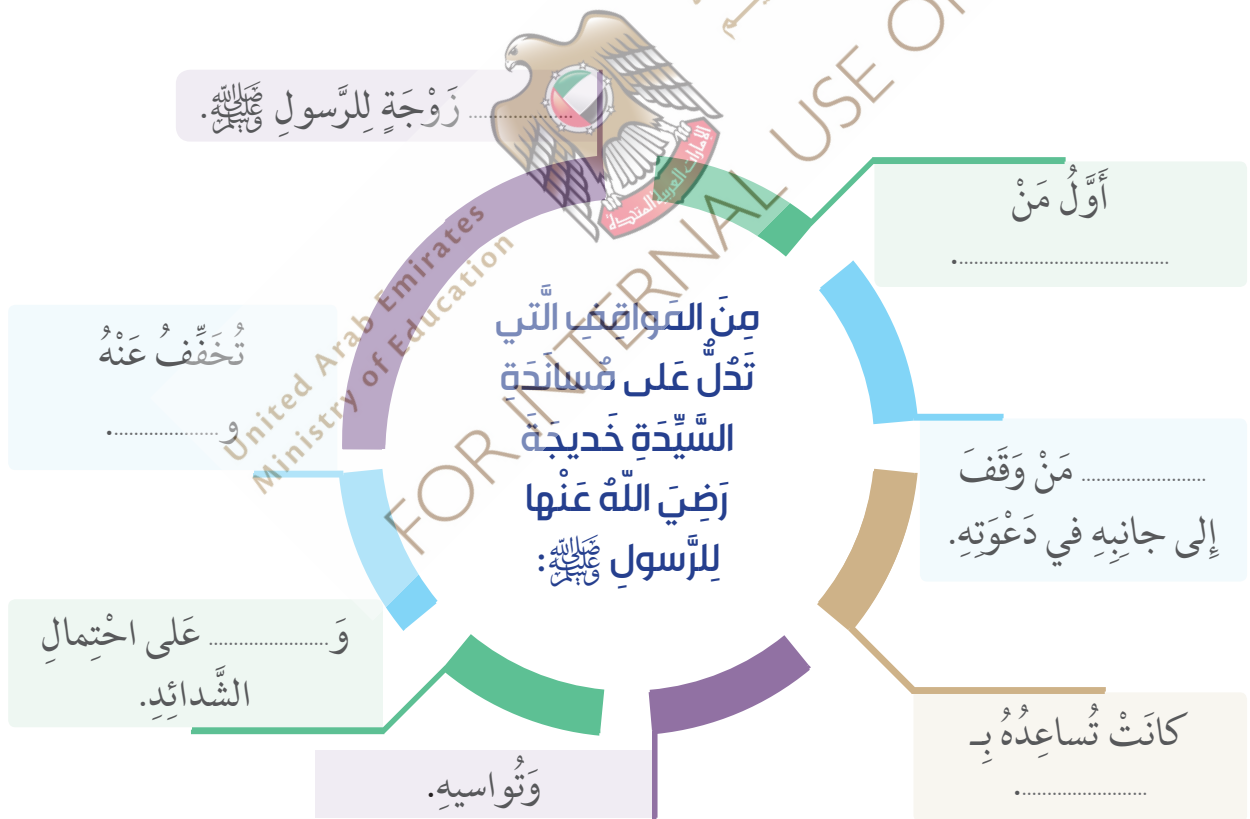 ............ زَوْجَةٍ لِلرَّسولِ ﷺ.
أَوَّلُ مَنْ
............
مِنَ المَواقِفِ الَّتي
تَدُلُّ عَلى مُسانَدَةِ
السَّيِّدَةِ خَديجَةَ
رَضِيَ اللّهُ عَنْها
لِلرَّسولِ ﷺ:
............ مَنْ وَقَفَ
إِلى جانِبِهِ في دَعْوَتِهِ.
كانَتْ تُساعِدُهُ بِـ
............
وَتُواسيهِ.
وَ............ عَلى احْتِمالِ
الشَّدائِدِ.
تُخَفِّفُ عَنْهُ
و............
United Arab Emirates
Ministry of Education
FOR INTERNAL USE
الإمارات العربية المتحدة